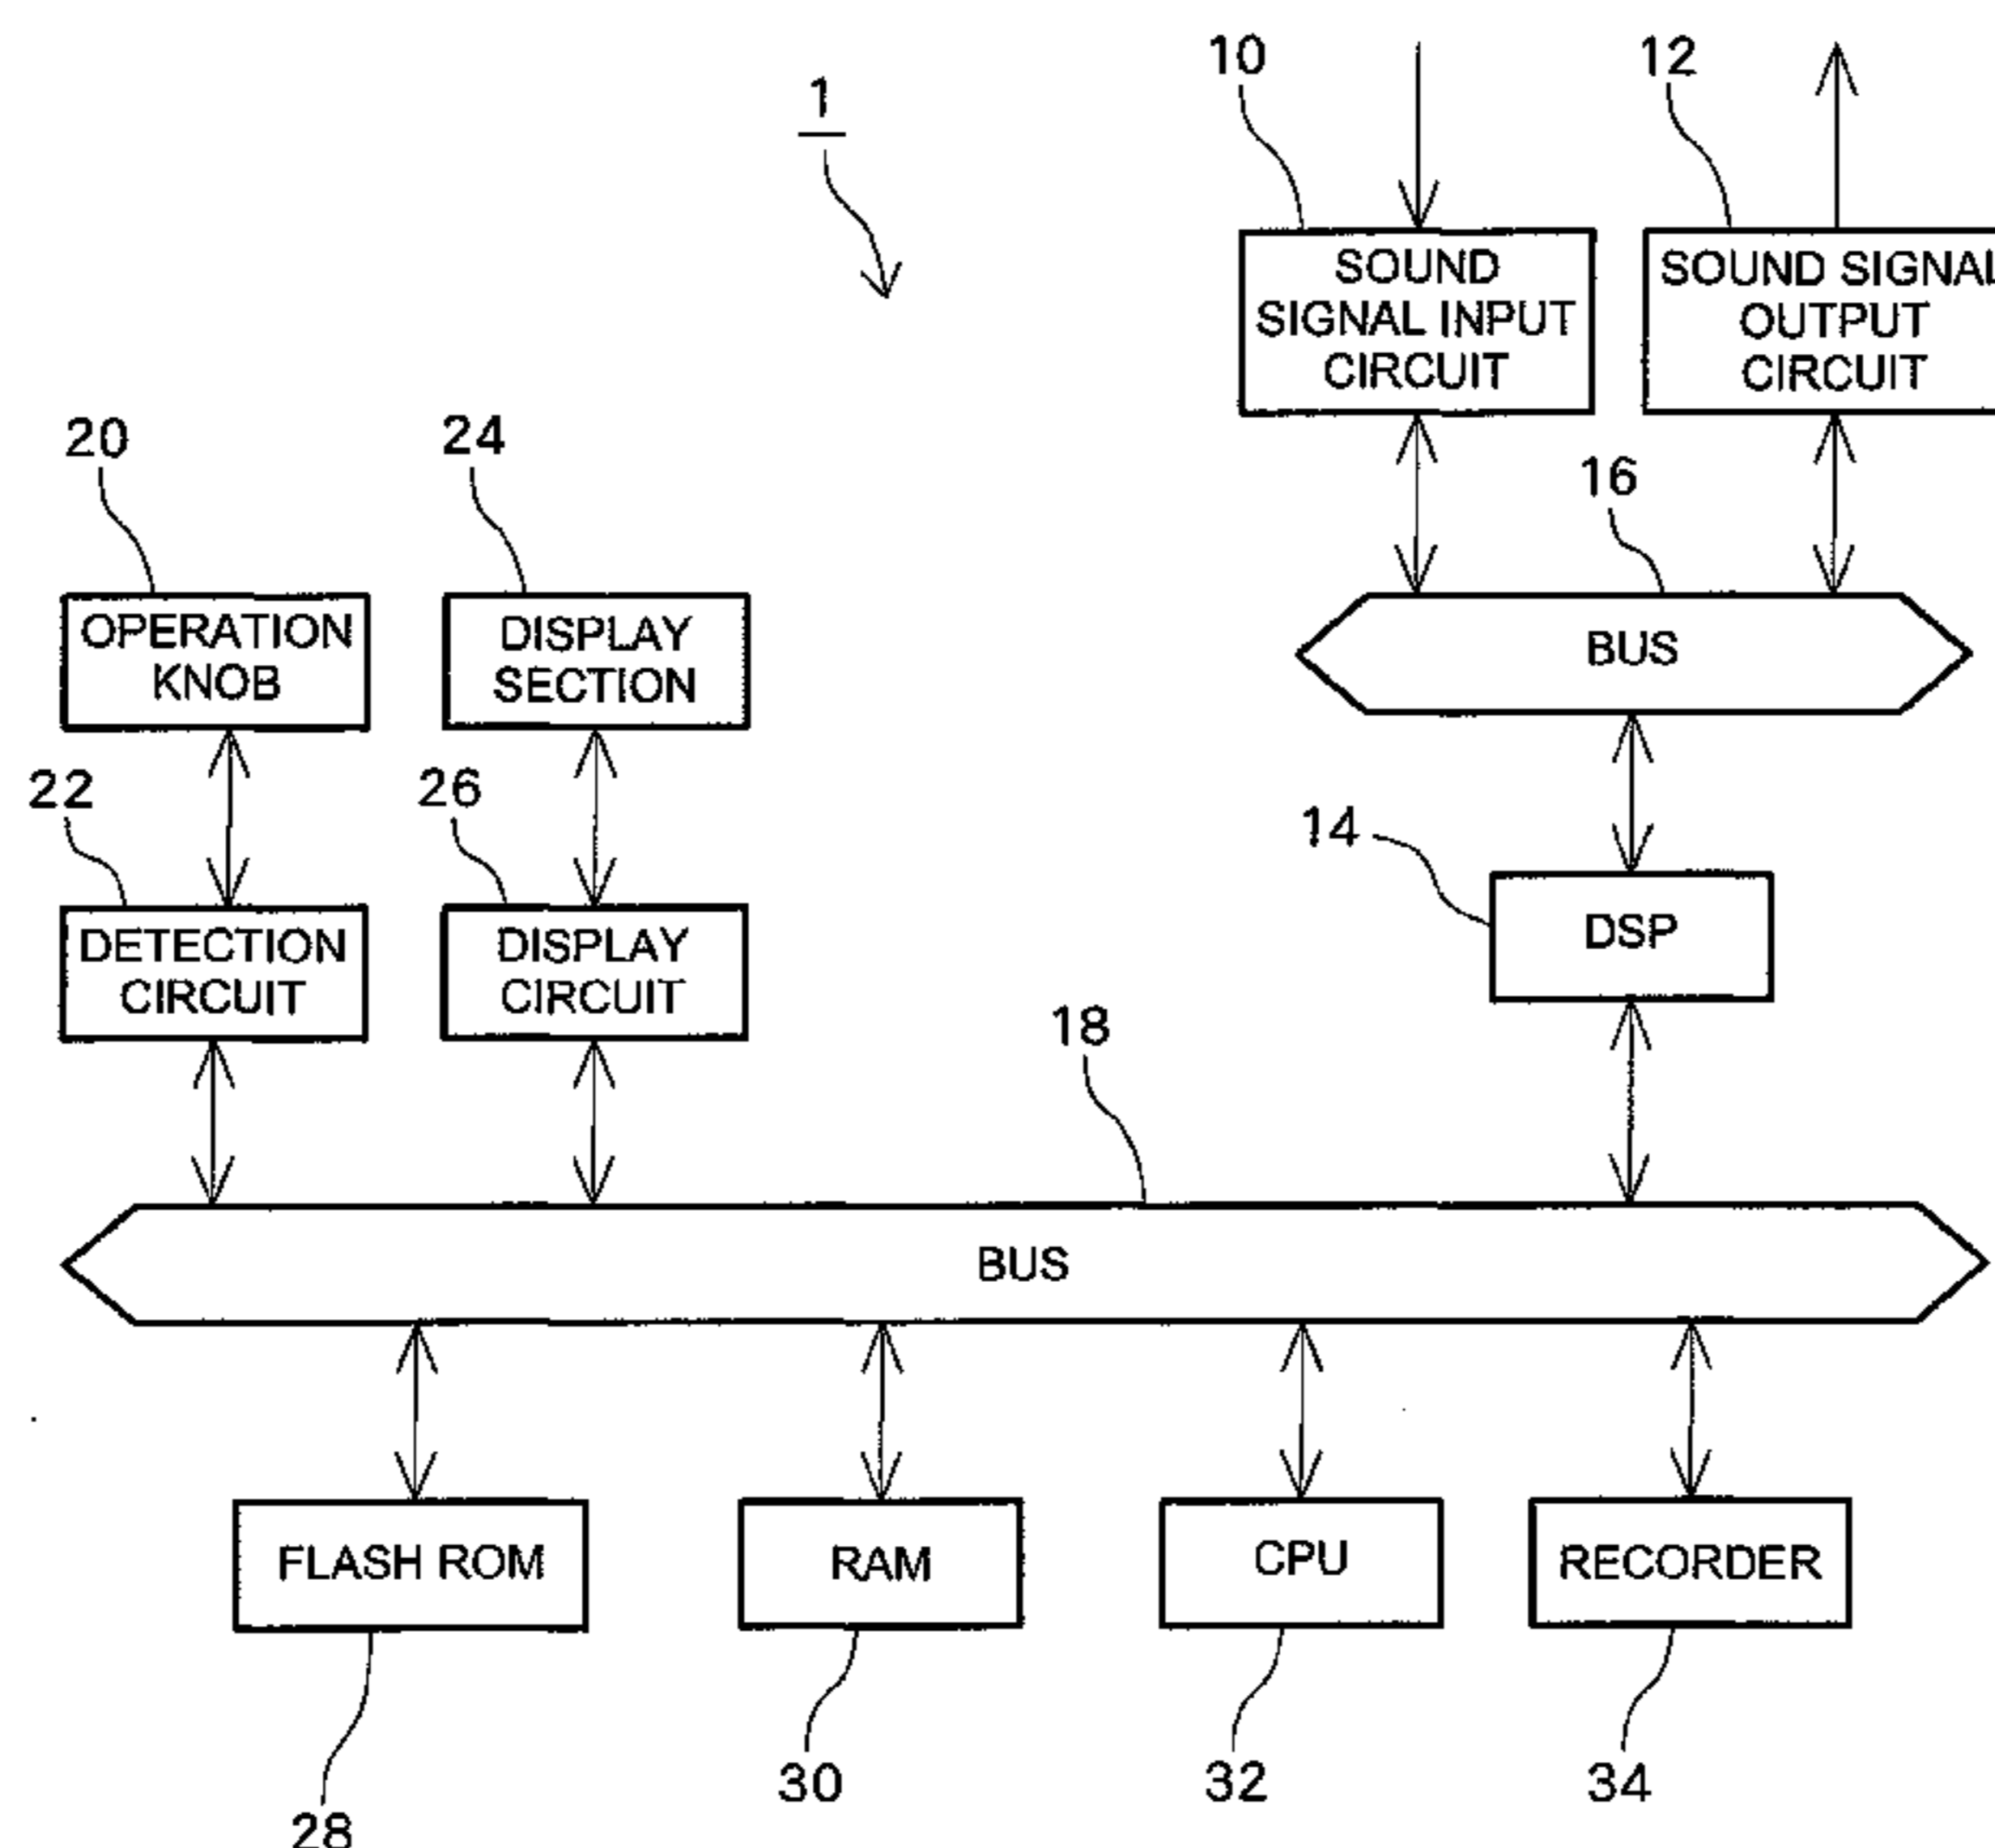 1
10
12
SOUND
SIGNAL INPUT
CIRCUIT
SOUND SIGNAL
OUTPUT
CIRCUIT
20
24
16
OPERATION
KNOB
DISPLAY
SECTION
BUS
22
26
14
DETECTION
CIRCUIT
DISPLAY
CIRCUIT
DSP
18
BUS
FLASH ROM
RAM
CPU
RECORDER
28
30
32
34